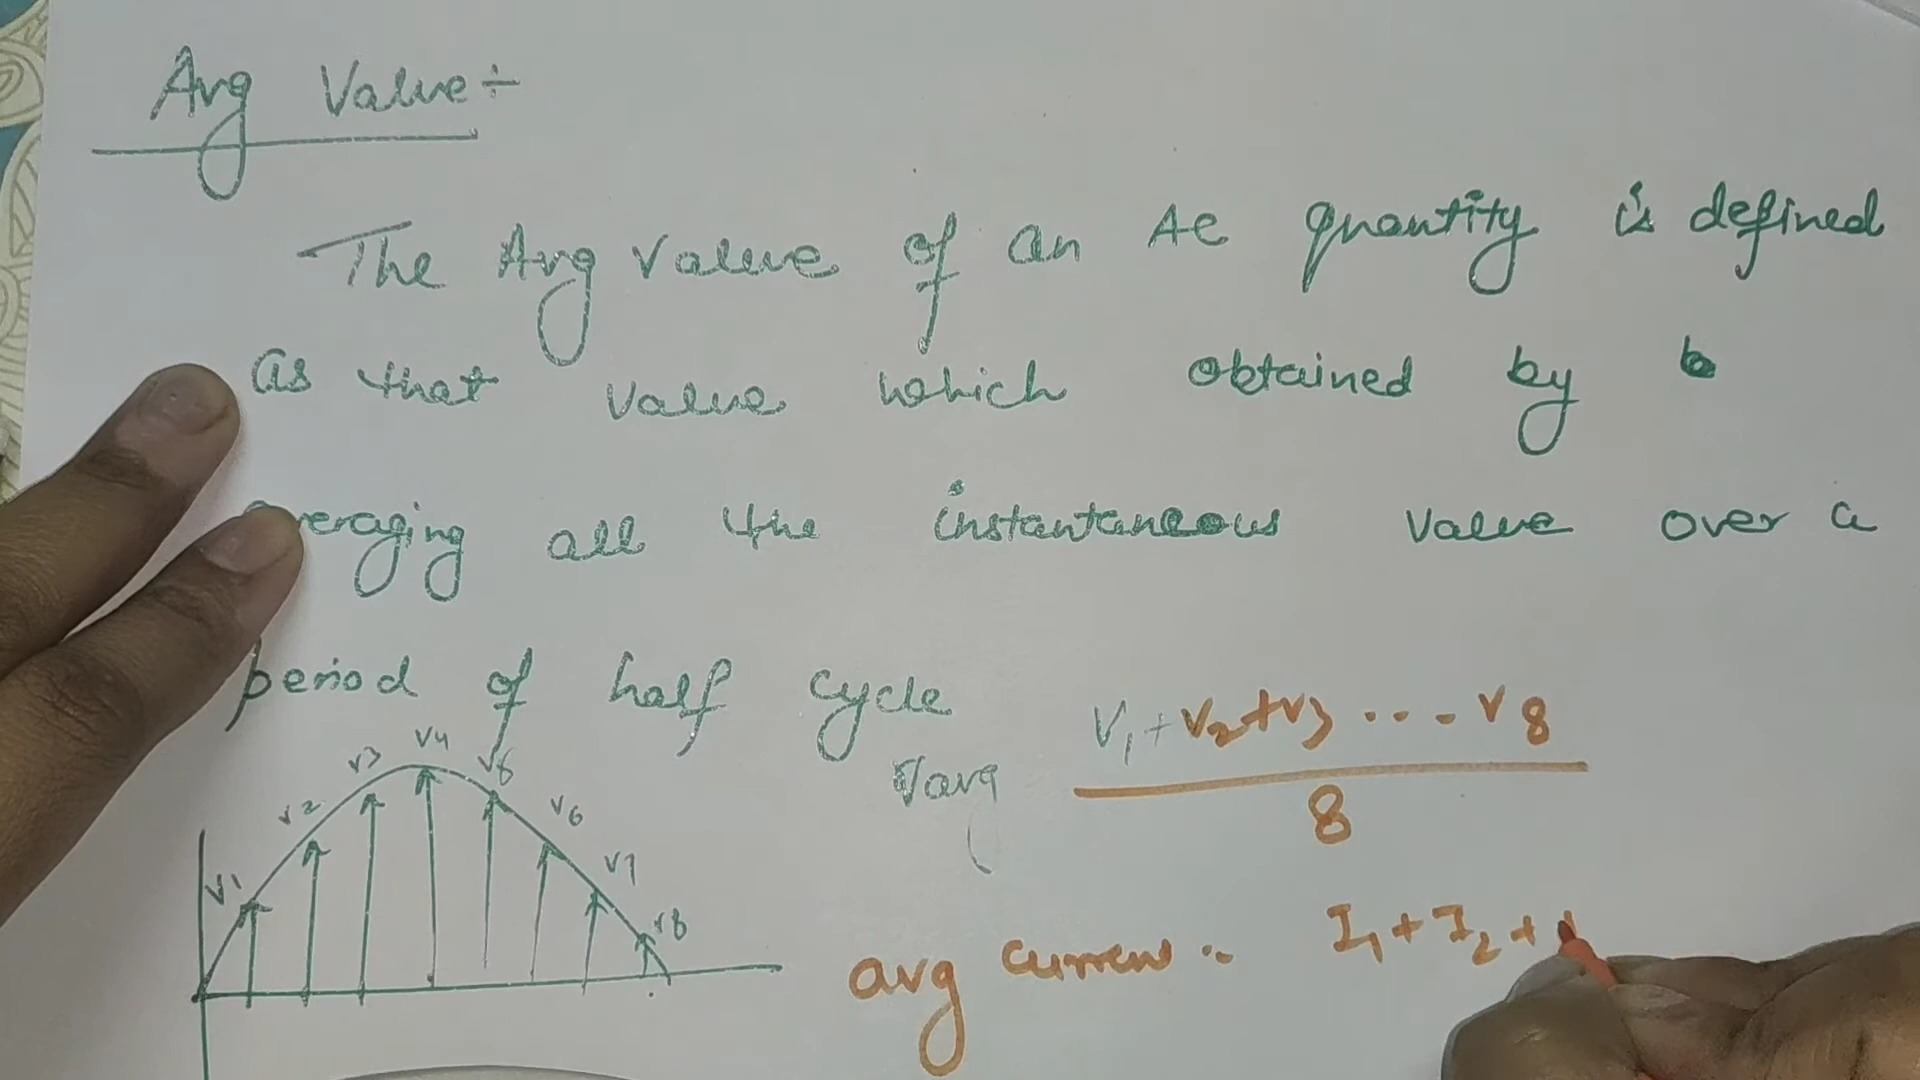 Avg Value÷
The Avg Value of an Ac quantity is defined
as that value which obtained by
averaging all the instantaneous value over a
period of half cycle
V1+V2+V3 ... V8
Vavg
8
V1 V2 V3 V4 V6 V7 V8
avg current =
I1 + I2 +